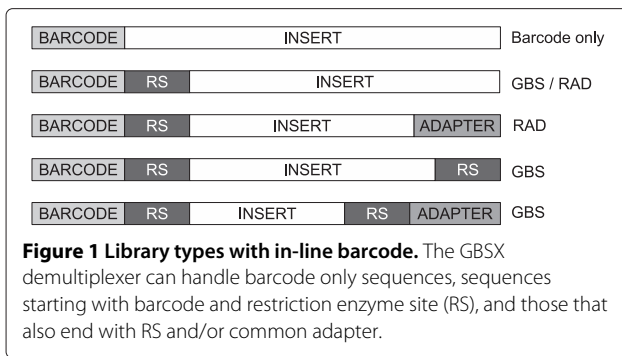 BARCODE INSERT Barcode only
BARCODE RS INSERT GBS / RAD
BARCODE RS INSERT ADAPTER RAD
BARCODE RS INSERT RS GBS
BARCODE RS INSERT RS ADAPTER GBS
Figure 1 Library types with in-line barcode. The GBSX
demultiplexer can handle barcode only sequences, sequences
starting with barcode and restriction enzyme site (RS), and those that
also end with RS and/or common adapter.